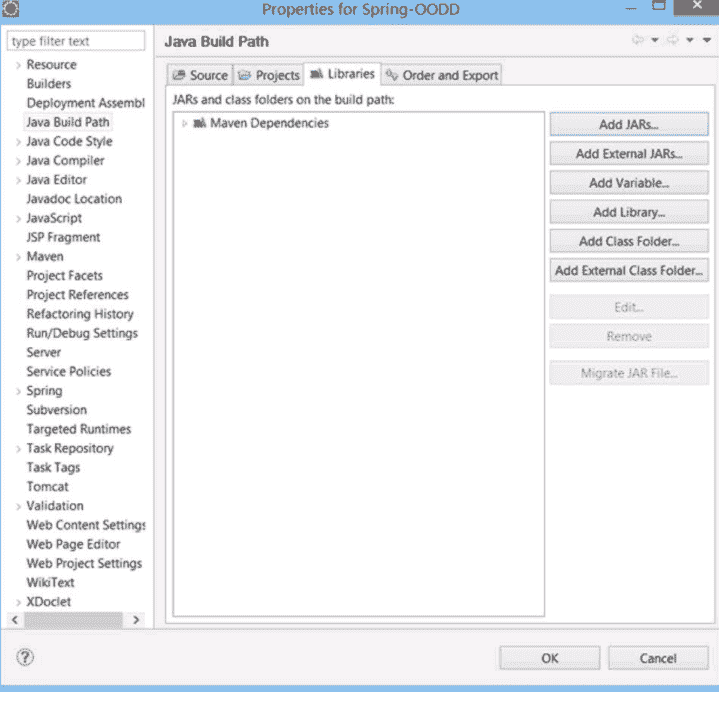 Properties for Spring-OODD
type filter text
Resource
Builders
Deployment Assembl
Java Build Path
Java Code Style
Java Compiler
Java Editor
Javadoc Location
JavaScript
JSP Fragment
Maven
Project Facets
Project References
Refactoring History
Run/Debug Settings
Server
Service Policies
Spring
Subversion
Targeted Runtimes
Task Repository
Task Tags
Tomcat
Validation
Web Content Settings
Web Page Editor
Web Project Settings
WikiText
XDoclet
Java Build Path
Source Projects Libraries Order and Export
JARs and class folders on the build path:
Maven Dependencies
Add JARs...
Add External JARs...
Add Variable...
Add Library...
Add Class Folder...
Add External Class Folder...
Edit...
Remove
Migrate JAR File...
OK Cancel